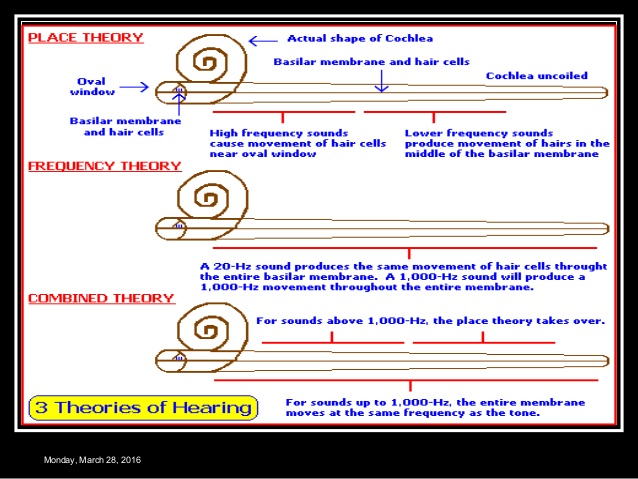 PLACE THEORY
Actual shape of Cochlea
Basilar membrane and hair cells
Cochlea uncoiled
Oval
window
Basilar membrane
and hair cells
High frequency sounds
cause movement of hair cells
near oval window
Lower frequency sounds
produce movement of hairs in the
middle of the basilar membrane
FREQUENCY THEORY
A 20-Hz sound produces the same movement of hair cells throught
the entire basilar membrane. A 1,000-Hz sound will produce a
1,000-Hz movement throughout the entire membrane.
COMBINED THEORY
For sounds above 1,000-Hz, the place theory takes over.
3 Theories of Hearing
For sounds up to 1,000-Hz, the entire membrane
moves at the same frequency as the tone.
Monday, March 28, 2016